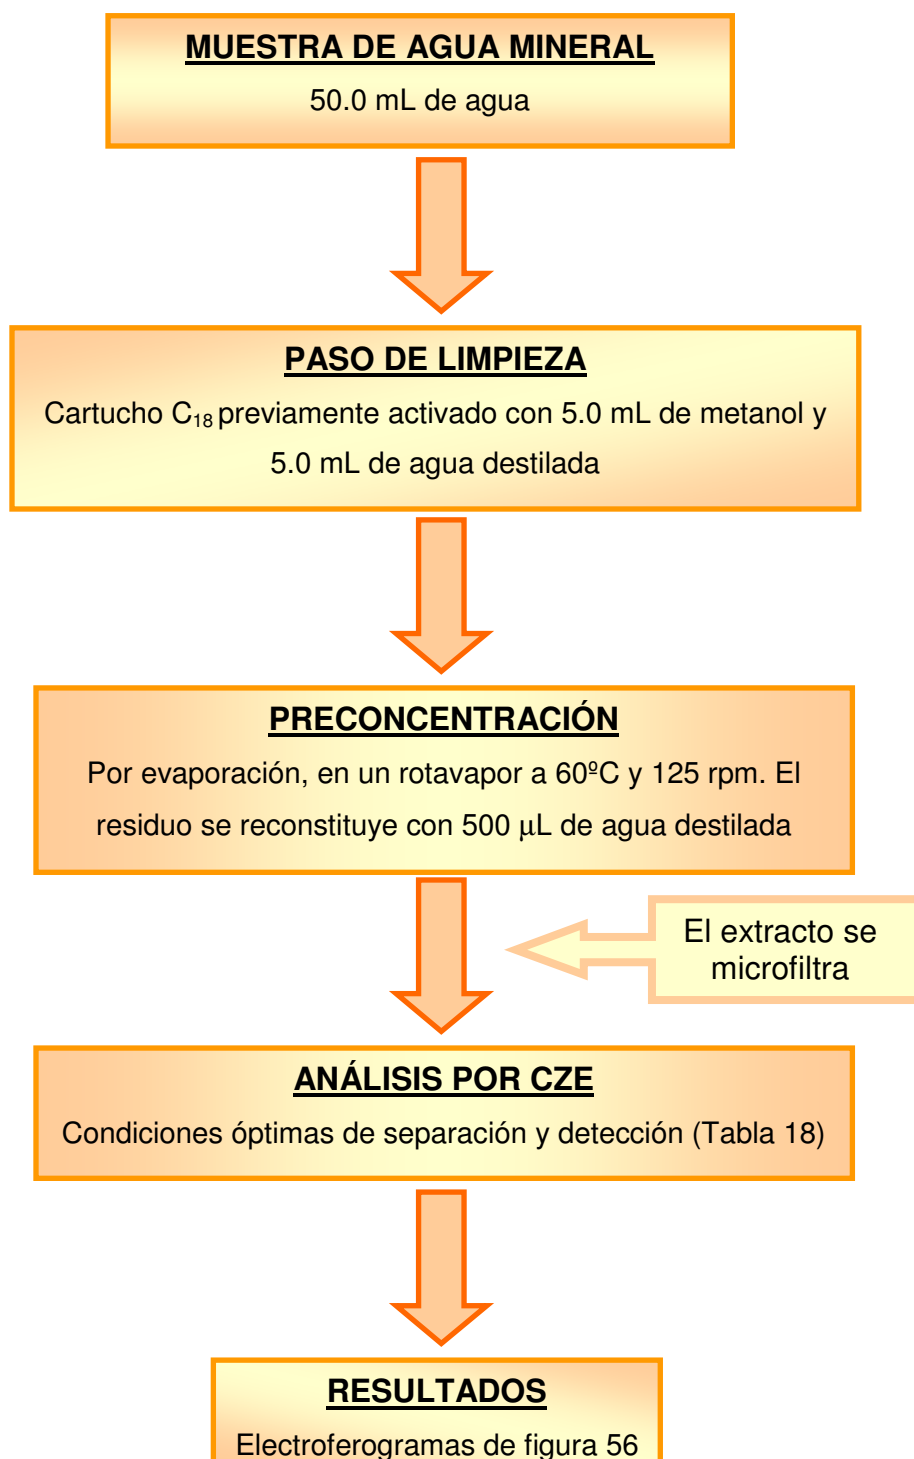 MUESTRA DE AGUA MINERAL
50.0 mL de agua
PASO DE LIMPIEZA
Cartucho C₁₈ previamente activado con 5.0 mL de metanol y
5.0 mL de agua destilada
PRECONCENTRACIÓN
Por evaporación, en un rotavapor a 60ºC y 125 rpm. El
residuo se reconstituye con 500 μL de agua destilada
El extracto se
microfiltra
ANÁLISIS POR CZE
Condiciones óptimas de separación y detección (Tabla 18)
RESULTADOS
Electroferogramas de figura 56